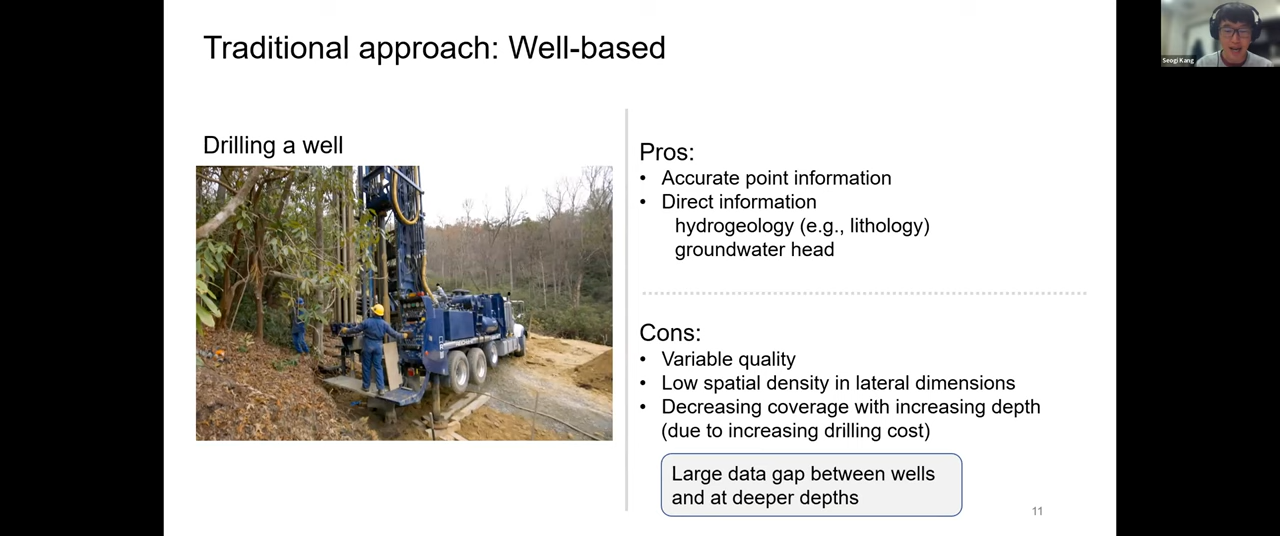 Traditional approach: Well-based
Drilling a well
Pros:
• Accurate point information
• Direct information
hydrogeology (e.g., lithology)
groundwater head
Cons:
• Variable quality
• Low spatial density in lateral dimensions
• Decreasing coverage with increasing depth
(due to increasing drilling cost)
Large data gap between wells
and at deeper depths
11
Seogi Kang